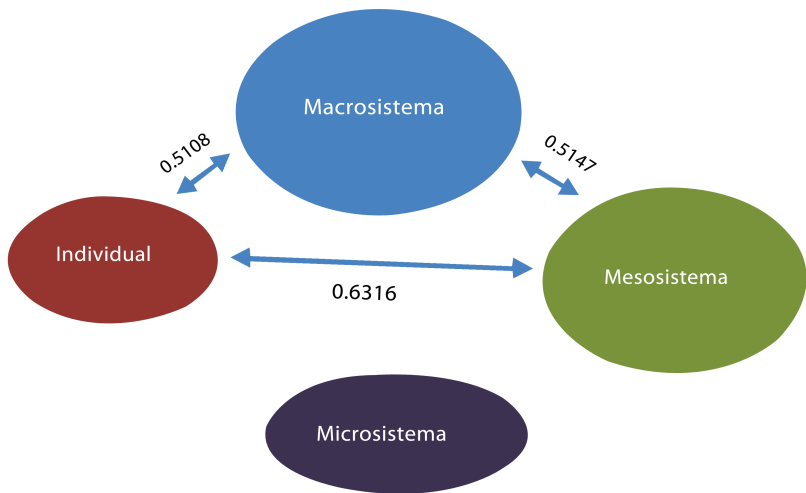 Macrosistema
0.5108
0.5147
Individual
Mesosistema
0.6316
Microsistema